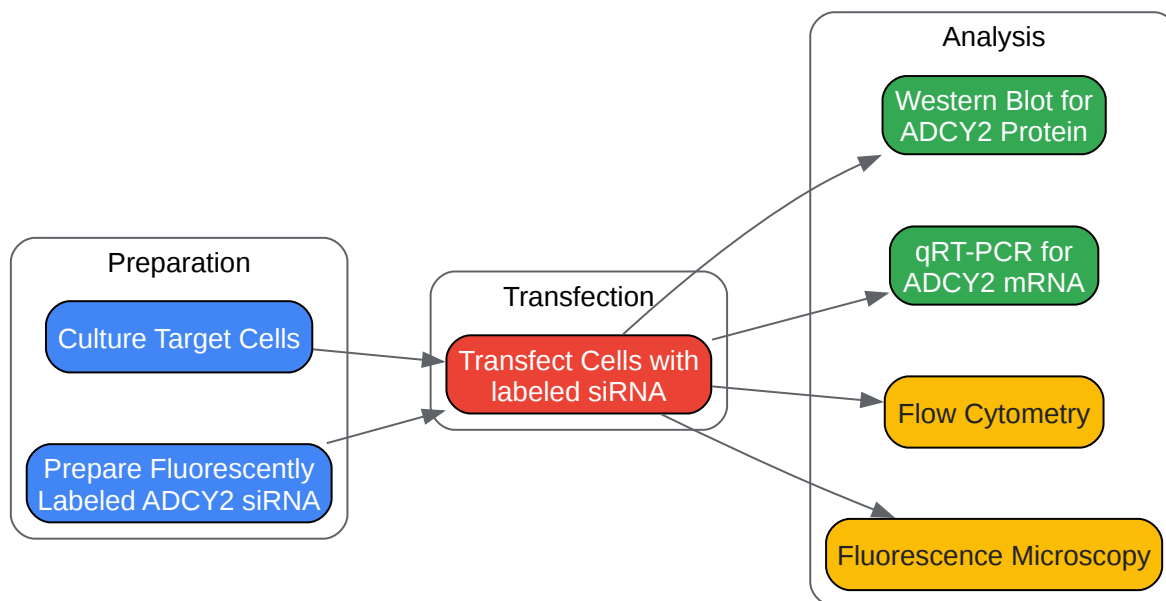 Preparation
Culture Target Cells
Prepare Fluorescently
Labeled ADCY2 siRNA
Transfection
Transfect Cells with
labeled siRNA
Analysis
Western Blot for
ADCY2 Protein
qRT-PCR for
ADCY2 mRNA
Flow Cytometry
Fluorescence Microscopy